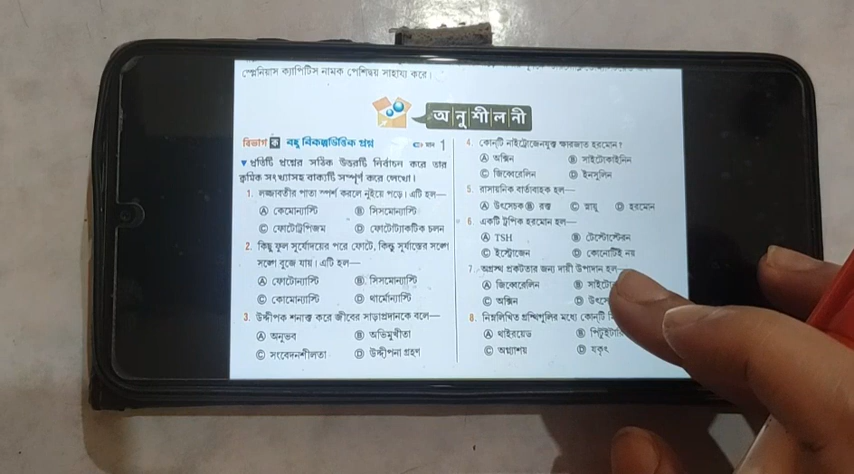 স্প্লেনিয়াস ক্যাপিটিস নামক পেশিদ্বয় সাহায্য করে।
অনুশীলনী
বিভাগ ক বহু বিকল্পভিত্তিক প্রশ্ন মান 1
▼ প্রতিটি প্রশ্নের সঠিক উত্তরটি নির্বাচন করে তার
ক্রমিক সংখ্যাসহ বাক্যটি সম্পূর্ণ করে লেখো।
1. লজ্জাবতীর পাতা স্পর্শ করলে নুইয়ে পড়ে। এটি হল—
Ⓐ কেমোন্যাস্টি Ⓑ সিসমোন্যাস্টি
Ⓒ ফোটোট্রপিজম Ⓓ ফোটোট্যাকটিক চলন
2. কিছু ফুল সূর্যোদয়ের পরে ফোটে, কিন্তু সূর্যাস্তের সঙ্গে
সঙ্গে বুজে যায়। এটি হল—
Ⓐ ফোটোন্যাস্টি Ⓑ সিসমোন্যাস্টি
Ⓒ কেমোন্যাস্টি Ⓓ থার্মোন্যাস্টি
3. উদ্দীপক শনাক্ত করে জীবের সাড়াপ্রদানকে বলে—
Ⓐ অনুভব Ⓑ অভিমুখীতা
Ⓒ সংবেদনশীলতা Ⓓ উদ্দীপনা গ্রহণ
4. কোন্‌টি নাইট্রোজেনযুক্ত ক্ষারজাত হরমোন?
Ⓐ অক্সিন Ⓑ সাইটোকাইনিন
Ⓒ জিব্বেরেলিন Ⓓ ইনসুলিন
5. রাসায়নিক বার্তাবাহক হল—
Ⓐ উৎসেচক Ⓑ রক্ত Ⓒ স্নায়ু Ⓓ হরমোন
6. একটি ট্রপিক হরমোন হল—
Ⓐ TSH Ⓑ টেস্টোস্টেরন
Ⓒ ইস্ট্রোজেন Ⓓ কোনোটিই নয়
7. অগ্রস্থ প্রকটতার জন্য দায়ী উপাদান হল—
Ⓐ জিব্বেরেলিন Ⓑ
Ⓒ অক্সিন Ⓓ
8. নিম্নলিখিত গ্রন্থিগুলির মধ্যে কোন্‌টি
Ⓐ থাইরয়েড Ⓑ
Ⓒ অগ্ন্যাশয় Ⓓ যকৃৎ